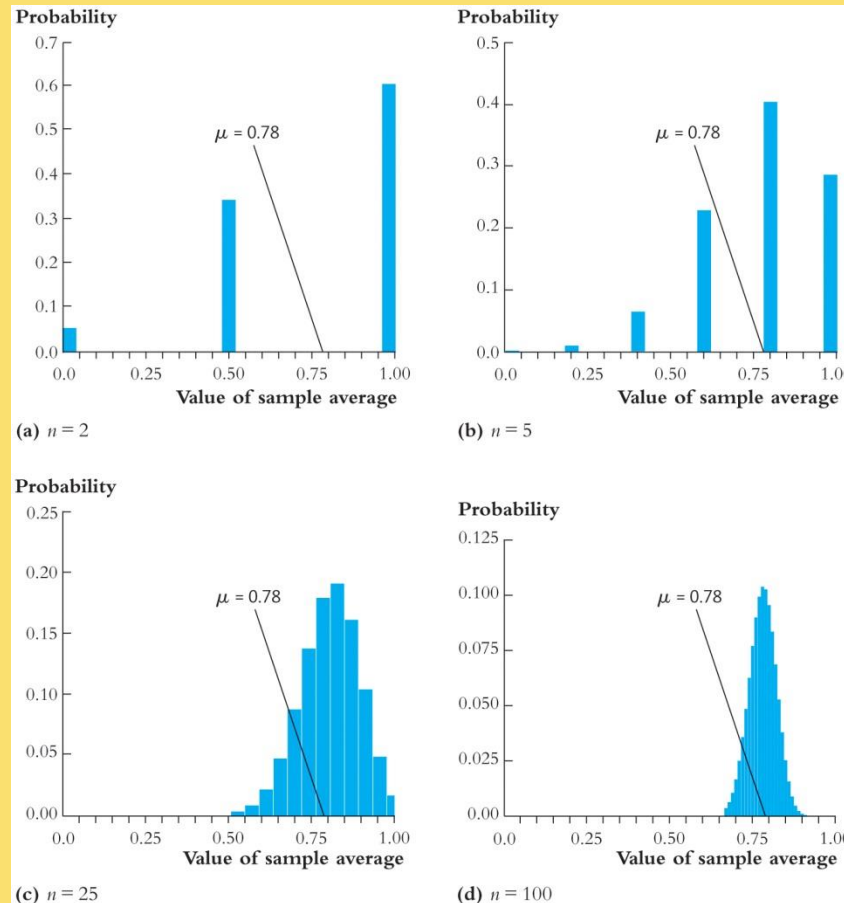 Probability
0.7
0.6
0.5
0.4
0.3
0.2
0.1
0.0
μ = 0.78
0.0 0.25 0.50 0.75 1.00
Value of sample average
(a) n = 2
Probability
0.5
0.4
0.3
0.2
0.1
0.0
μ = 0.78
0.0 0.25 0.50 0.75 1.00
Value of sample average
(b) n = 5
Probability
0.25
0.20
0.15
0.10
0.05
0.00
μ = 0.78
0.0 0.25 0.50 0.75 1.00
Value of sample average
(c) n = 25
Probability
0.125
0.100
0.075
0.050
0.025
0.00
μ = 0.78
0.0 0.25 0.50 0.75 1.00
Value of sample average
(d) n = 100